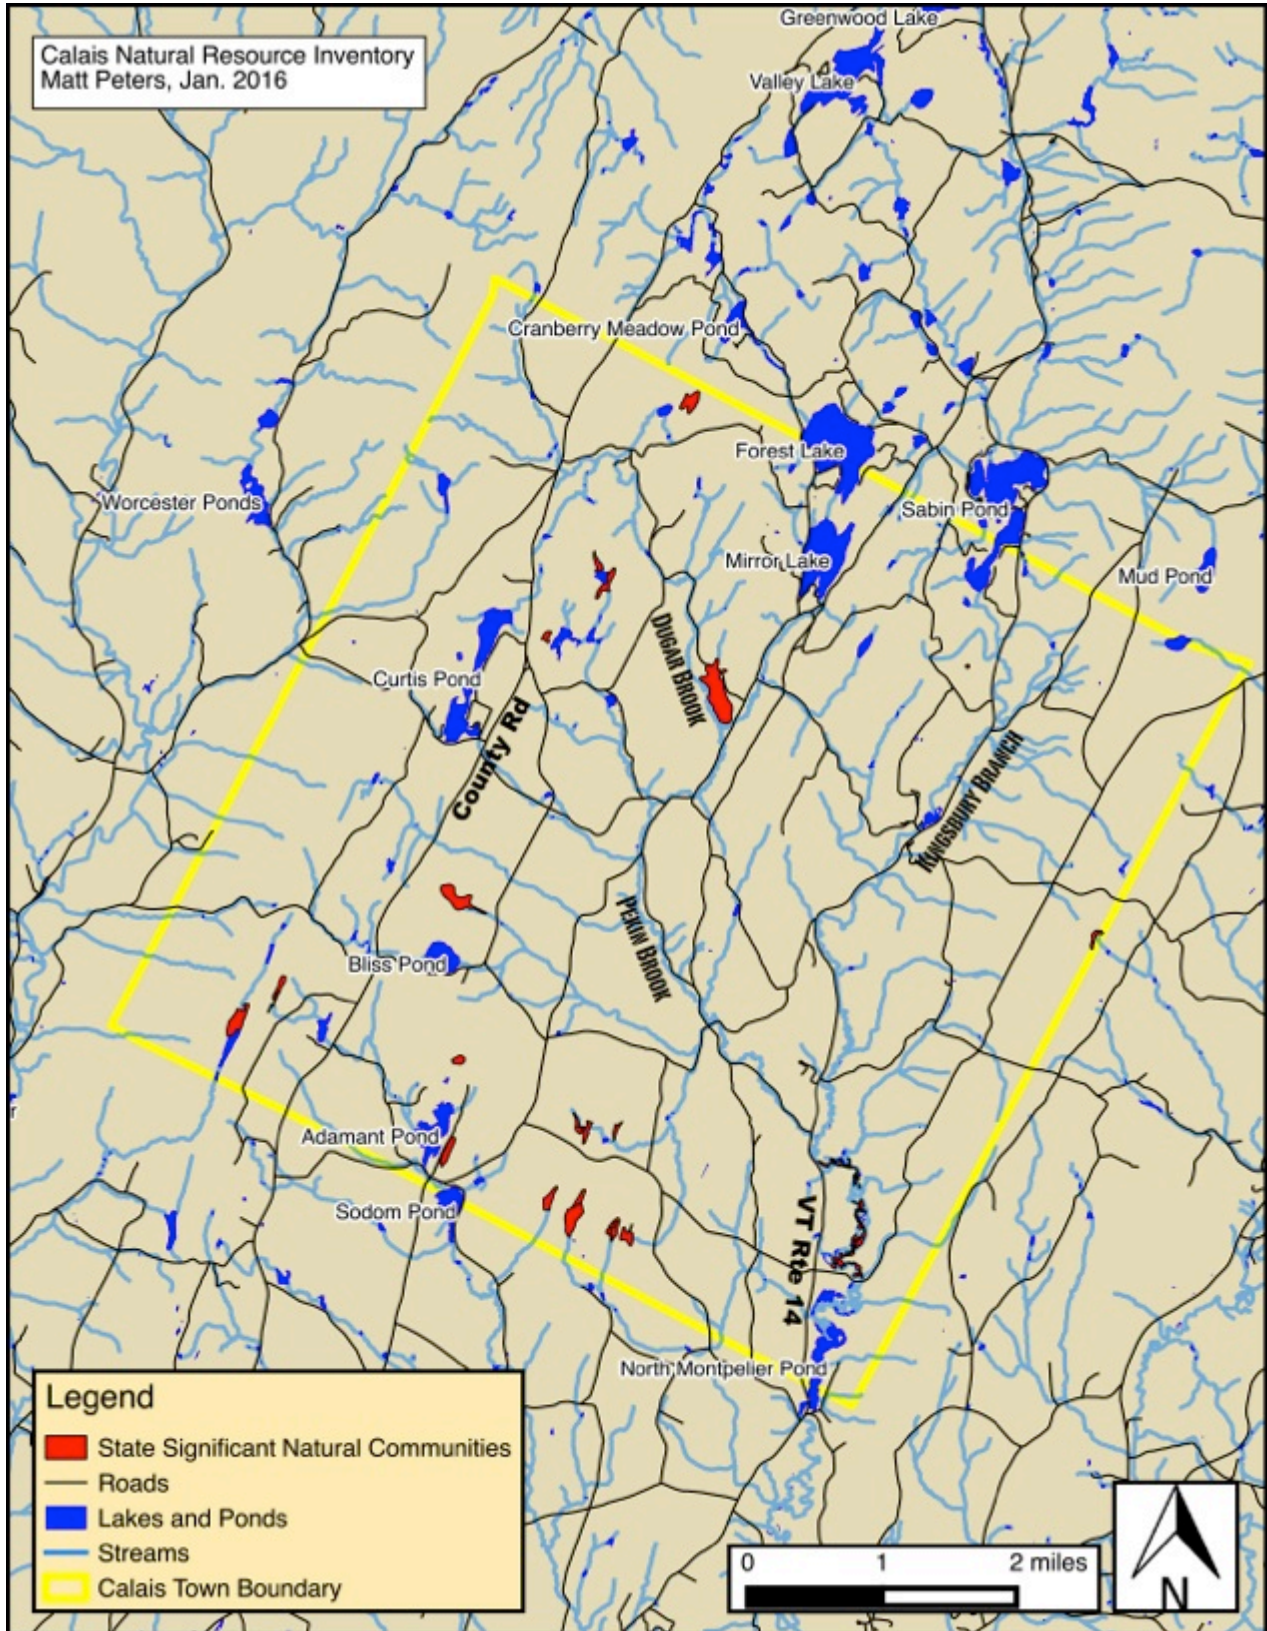 Calais Natural Resource Inventory
Matt Peters, Jan. 2016
Greenwood Lake
Valley Lake
Cranberry Meadow Pond
Forest Lake
Worcester Ponds
Sabin Pond
Mirror Lake
Mud Pond
DUGAR BROOK
Curtis Pond
County Rd
KINGSBURY BRANCH
PEKIN BROOK
Bliss Pond
r
Adamant Pond
VT Rte 14
Sodom Pond
North Montpelier Pond
Legend
State Significant Natural Communities
Roads
Lakes and Ponds
Streams
Calais Town Boundary
0 1 2 miles
N